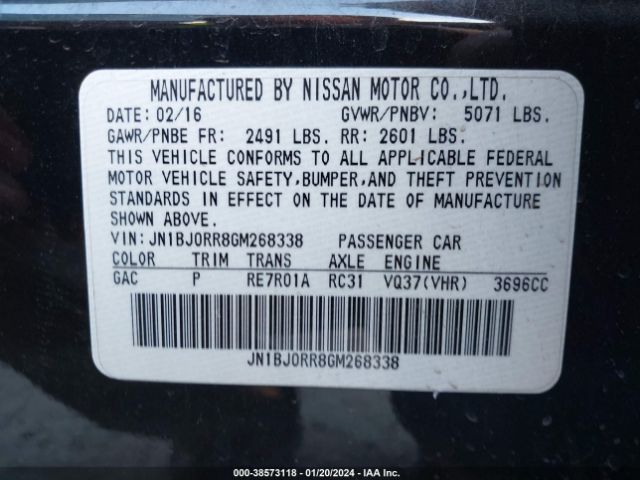 MANUFACTURED BY NISSAN MOTOR CO.,LTD.
DATE: 02/16 GVWR/PNBV: 5071 LBS.
GAWR/PNBE FR: 2491 LBS. RR: 2601 LBS.
THIS VEHICLE CONFORMS TO ALL APPLICABLE FEDERAL
MOTOR VEHICLE SAFETY,BUMPER,AND THEFT PREVENTION
STANDARDS IN EFFECT ON THE DATE OF MANUFACTURE
SHOWN ABOVE.
VIN:JN1BJ0RR8GM268338 PASSENGER CAR
COLOR TRIM TRANS AXLE ENGINE
GAC P RE7R01A RC31 VQ37(VHR) 3696CC
JN1BJ0RR8GM268338
000-38573118 - 01/20/2024 - IAA Inc.